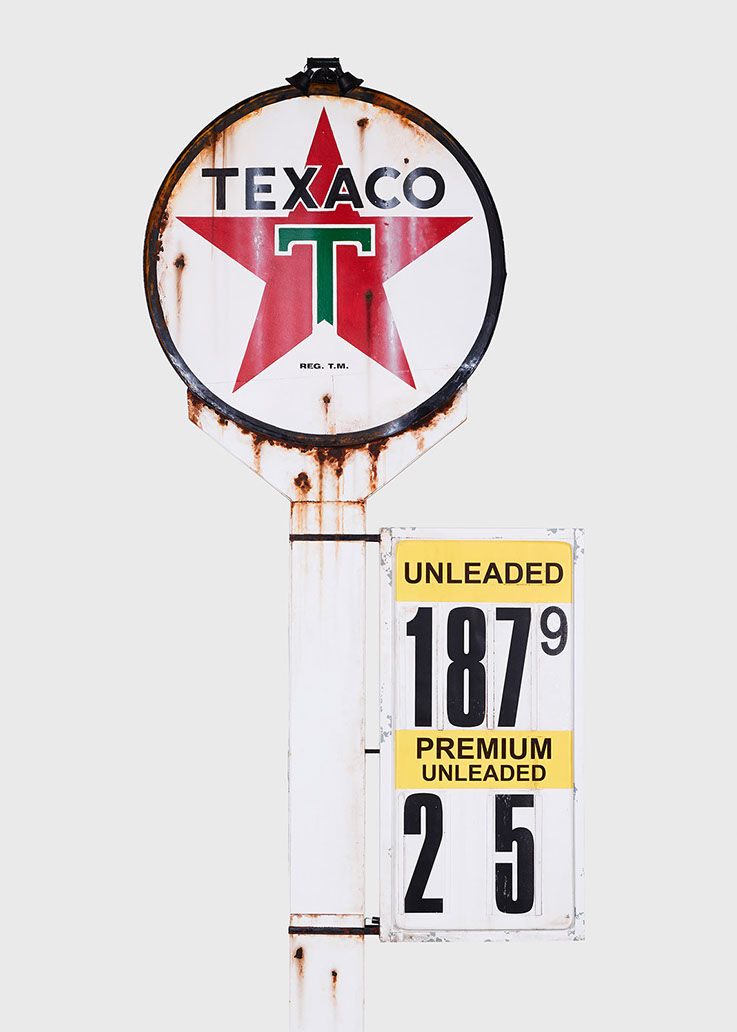 TEXACO
T
REG. T.M.
UNLEADED
187 9
PREMIUM
UNLEADED
2 5